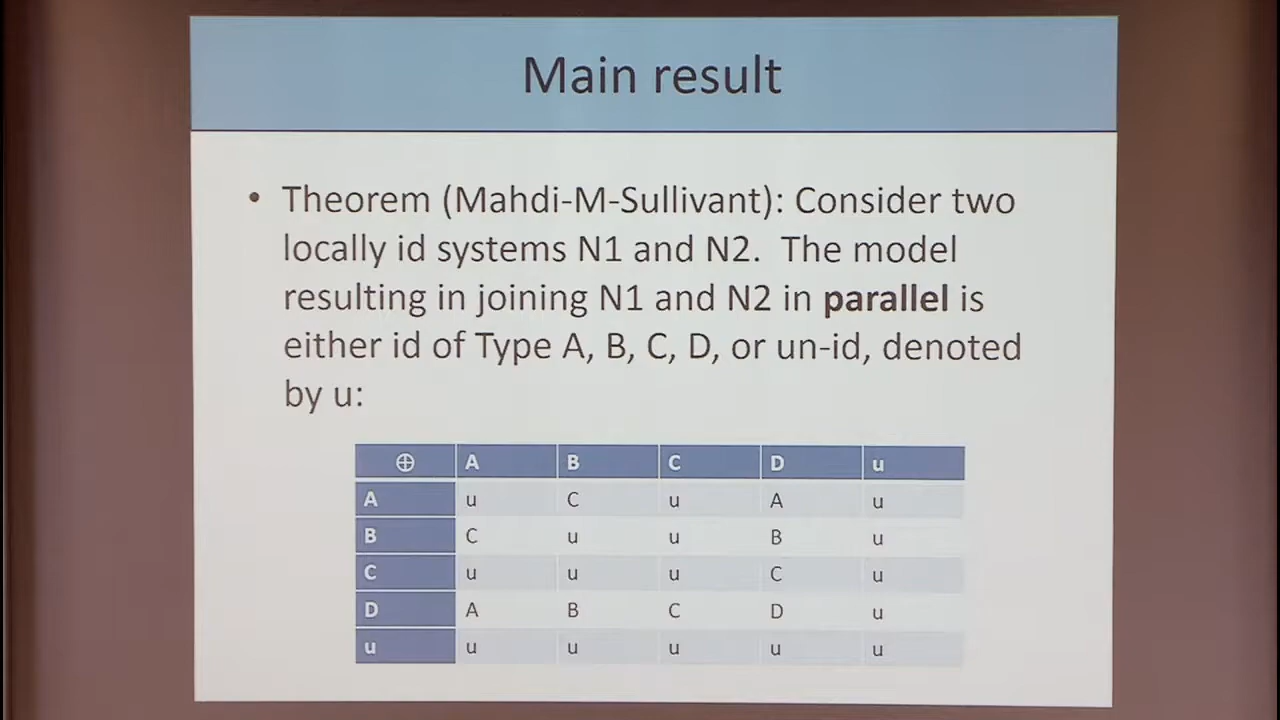 Main result
• Theorem (Mahdi-M-Sullivant): Consider two
locally id systems N1 and N2. The model
resulting in joining N1 and N2 in parallel is
either id of Type A, B, C, D, or un-id, denoted
by u:
⊕ A B C D u
A u C u A u
B C u u B u
C u u u C u
D A B C D u
u u u u u u